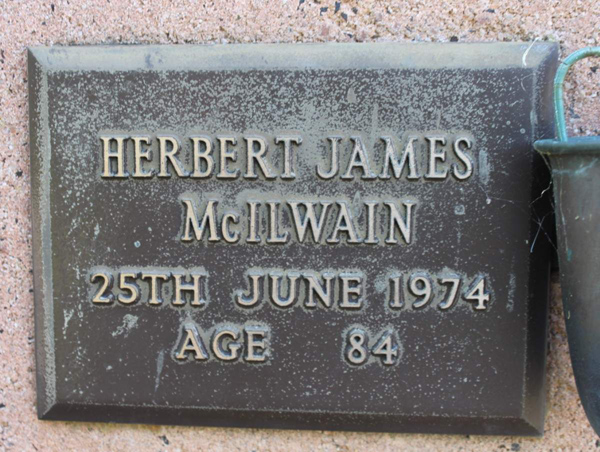 HERBERT JAMES
McILWAIN
25TH JUNE 1974
AGE 84